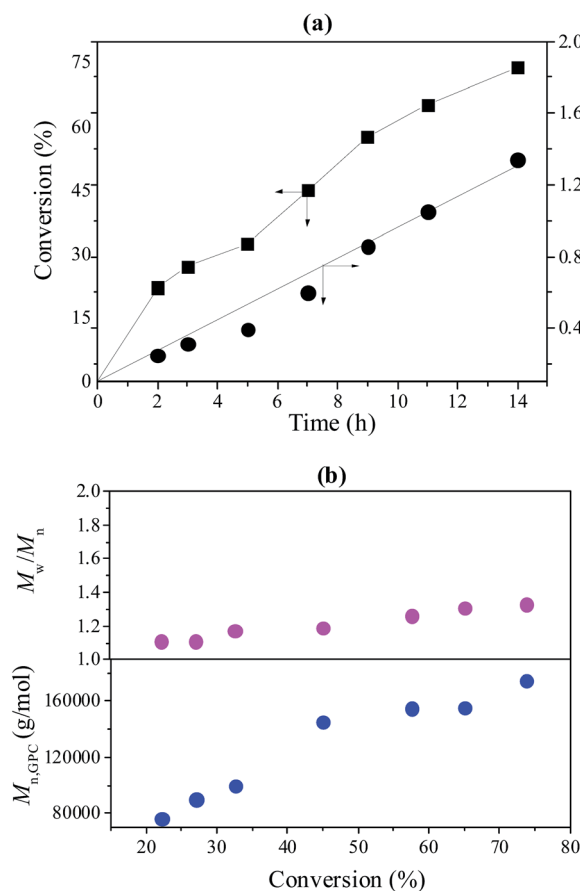 (a)
2.0
75
1.6
60
Conversion (%)
45
1.2
30
0.8
15
0.4
0
0 2 4 6 8 10 12 14
Time (h)
(b)
2.0
1.8
1.6
Mw/Mn
1.4
1.2
1.0
160000
Mn,GPC (g/mol)
120000
80000
20 30 40 50 60 70 80
Conversion (%)